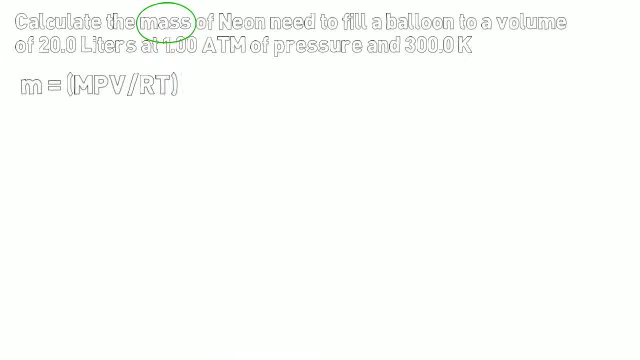 Calculate the mass of Neon need to fill a balloon to a volume
of 20.0 Liters at 1.00 ATM of pressure and 300.0 K
m = (MPV/RT)